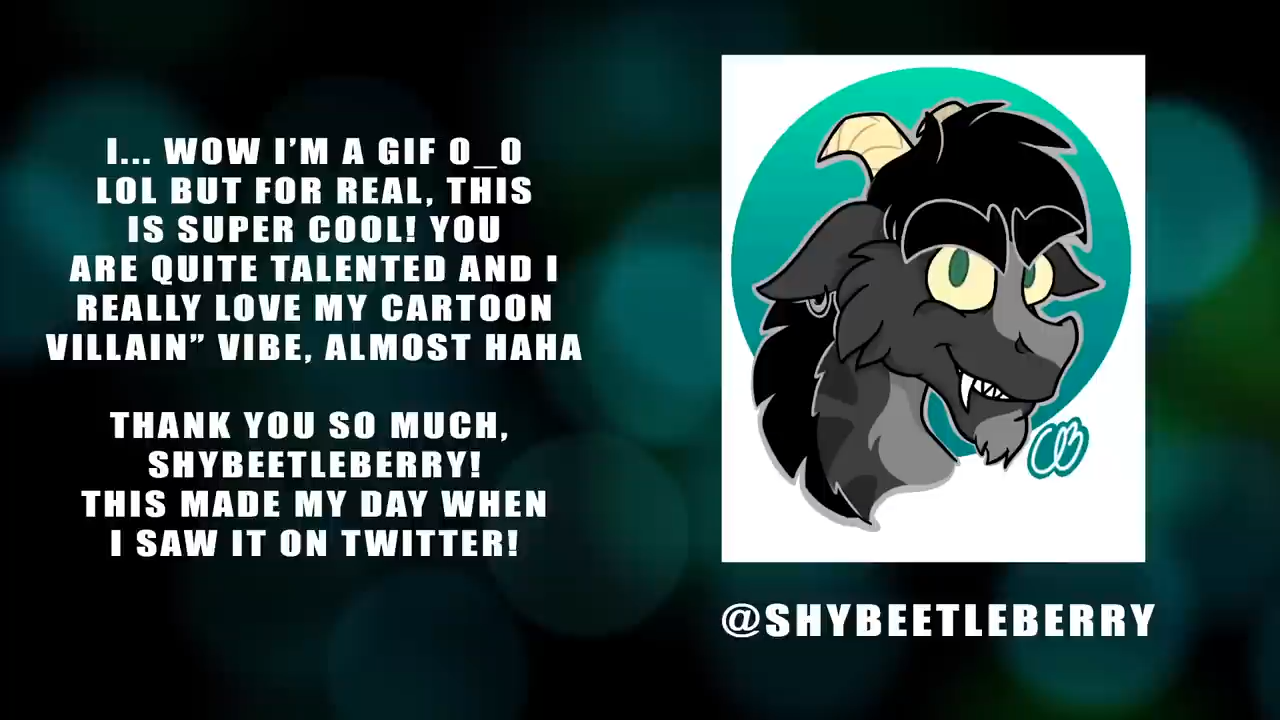 I... WOW I'M A GIF O_O
LOL BUT FOR REAL, THIS
IS SUPER COOL! YOU
ARE QUITE TALENTED AND I
REALLY LOVE MY CARTOON
VILLAIN” VIBE, ALMOST HAHA
THANK YOU SO MUCH,
SHYBEETLEBERRY!
THIS MADE MY DAY WHEN
I SAW IT ON TWITTER!
@SHYBEETLEBERRY